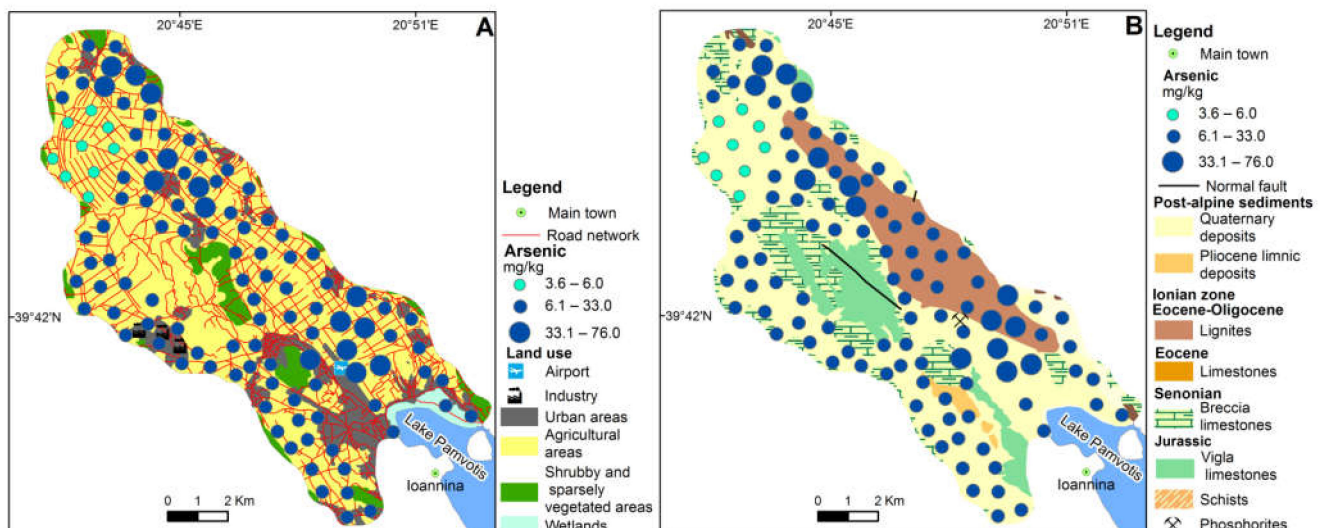 20°45'E
20°51'E
A
39°42'N
Lake Pamvotis
Ioannina
0 1 2 Km
Legend
Main town
Road network
Arsenic
mg/kg
3.6 – 6.0
6.1 – 33.0
33.1 – 76.0
Land use
Airport
Industry
Urban areas
Agricultural
areas
Shrubby and
sparsely
vegetated areas
Wetlands
20°45'E
20°51'E
B
39°42'N
Lake Pamvotis
Ioannina
0 1 2 Km
Legend
Main town
Arsenic
mg/kg
3.6 – 6.0
6.1 – 33.0
33.1 – 76.0
Normal fault
Post-alpine sediments
Quaternary
deposits
Pliocene limnic
deposits
Ionian zone
Eocene-Oligocene
Lignites
Eocene
Limestones
Senonian
Breccia
limestones
Jurassic
Vigla
limestones
Schists
Phosphorites